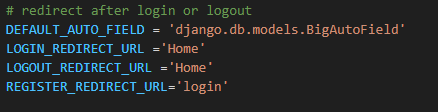 # redirect after login or logout
DEFAULT_AUTO_FIELD = 'django.db.models.BigAutoField'
LOGIN_REDIRECT_URL ='Home'
LOGOUT_REDIRECT_URL ='Home'
REGISTER_REDIRECT_URL='login'